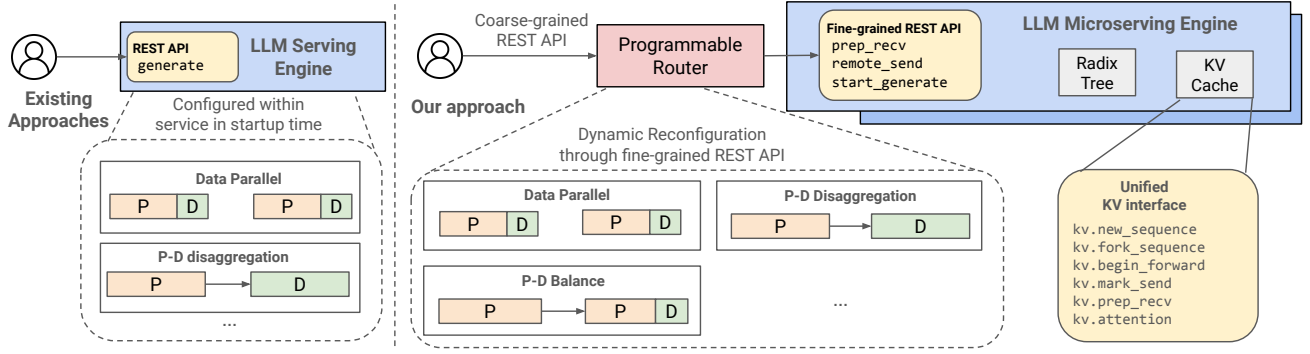 REST API
generate
LLM Serving
Engine
Existing
Approaches
Configured within
service in startup time
Data Parallel
P D P D
P-D disaggregation
P D
...
Coarse-grained
REST API
Our approach
Programmable
Router
Fine-grained REST API
prep_recv
remote_send
start_generate
LLM Microserving Engine
Radix
Tree
KV
Cache
Dynamic Reconfiguration
through fine-grained REST API
Data Parallel
P D P D
P-D Disaggregation
P D
P-D Balance
P P D
...
Unified
KV interface
kv.new_sequence
kv.fork_sequence
kv.begin_forward
kv.mark_send
kv.prep_recv
kv.attention